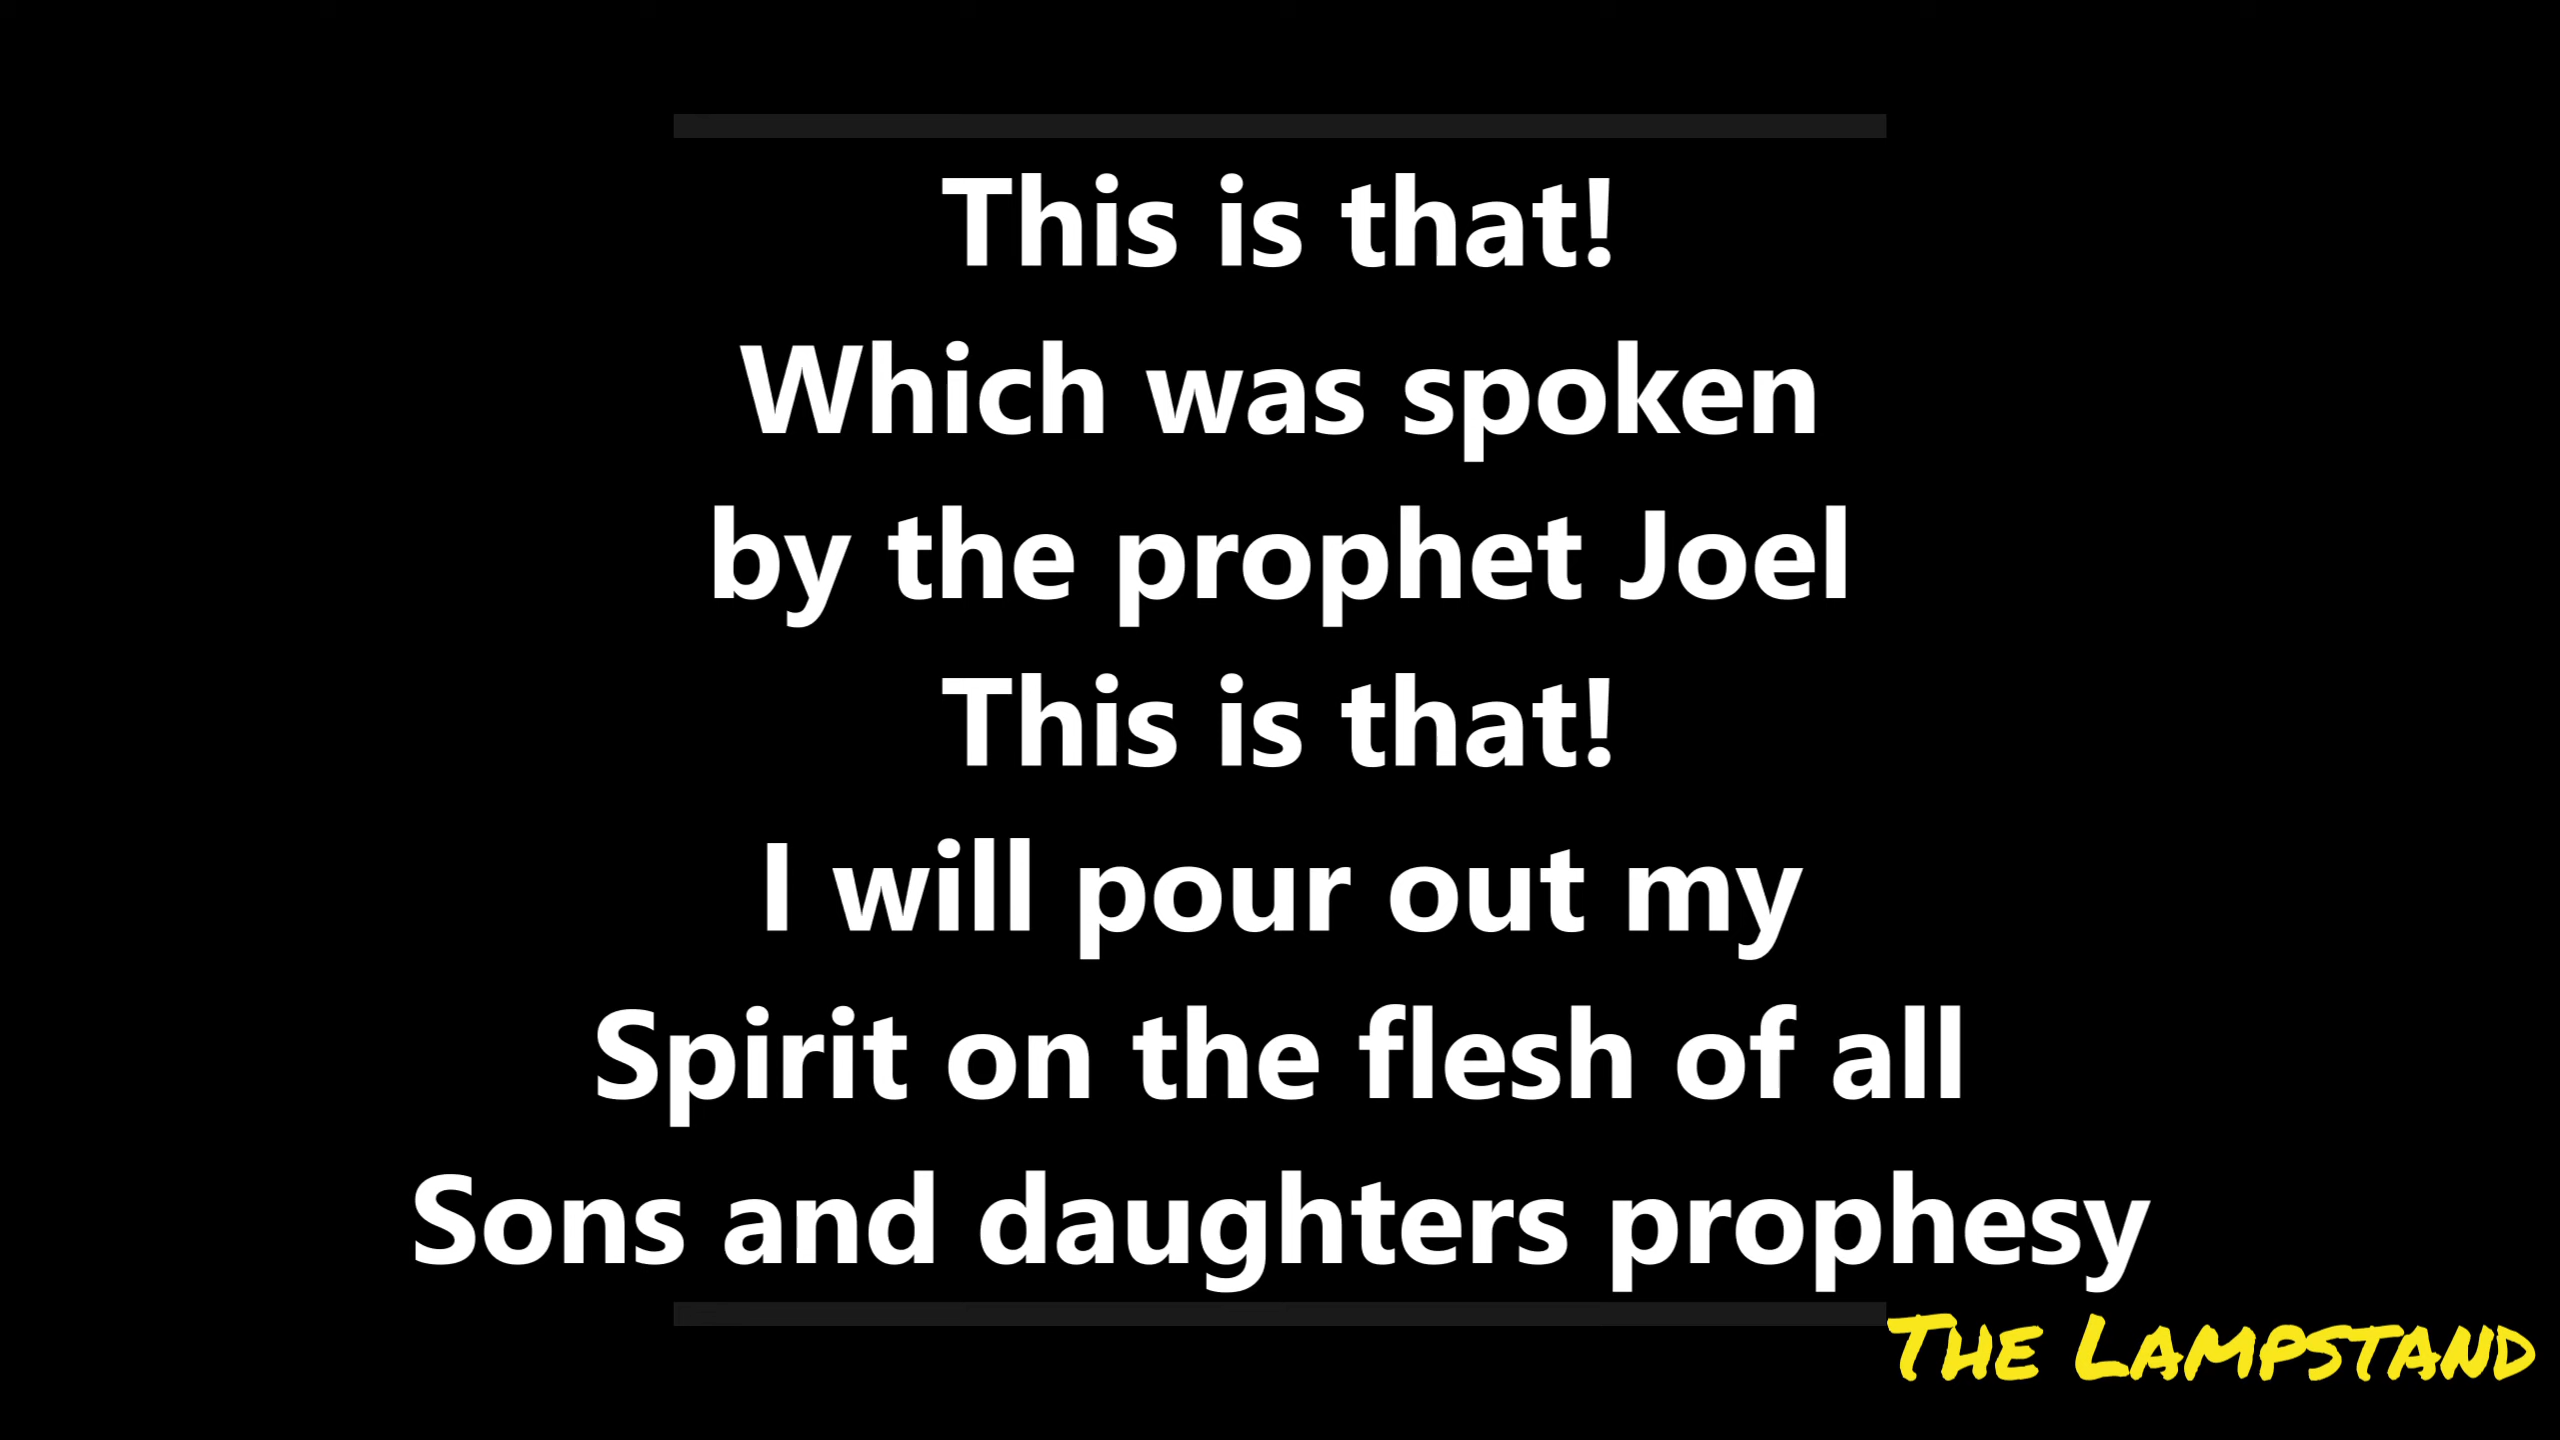 This is that!
Which was spoken
by the prophet Joel
This is that!
I will pour out my
Spirit on the flesh of all
Sons and daughters prophesy
The Lampstand